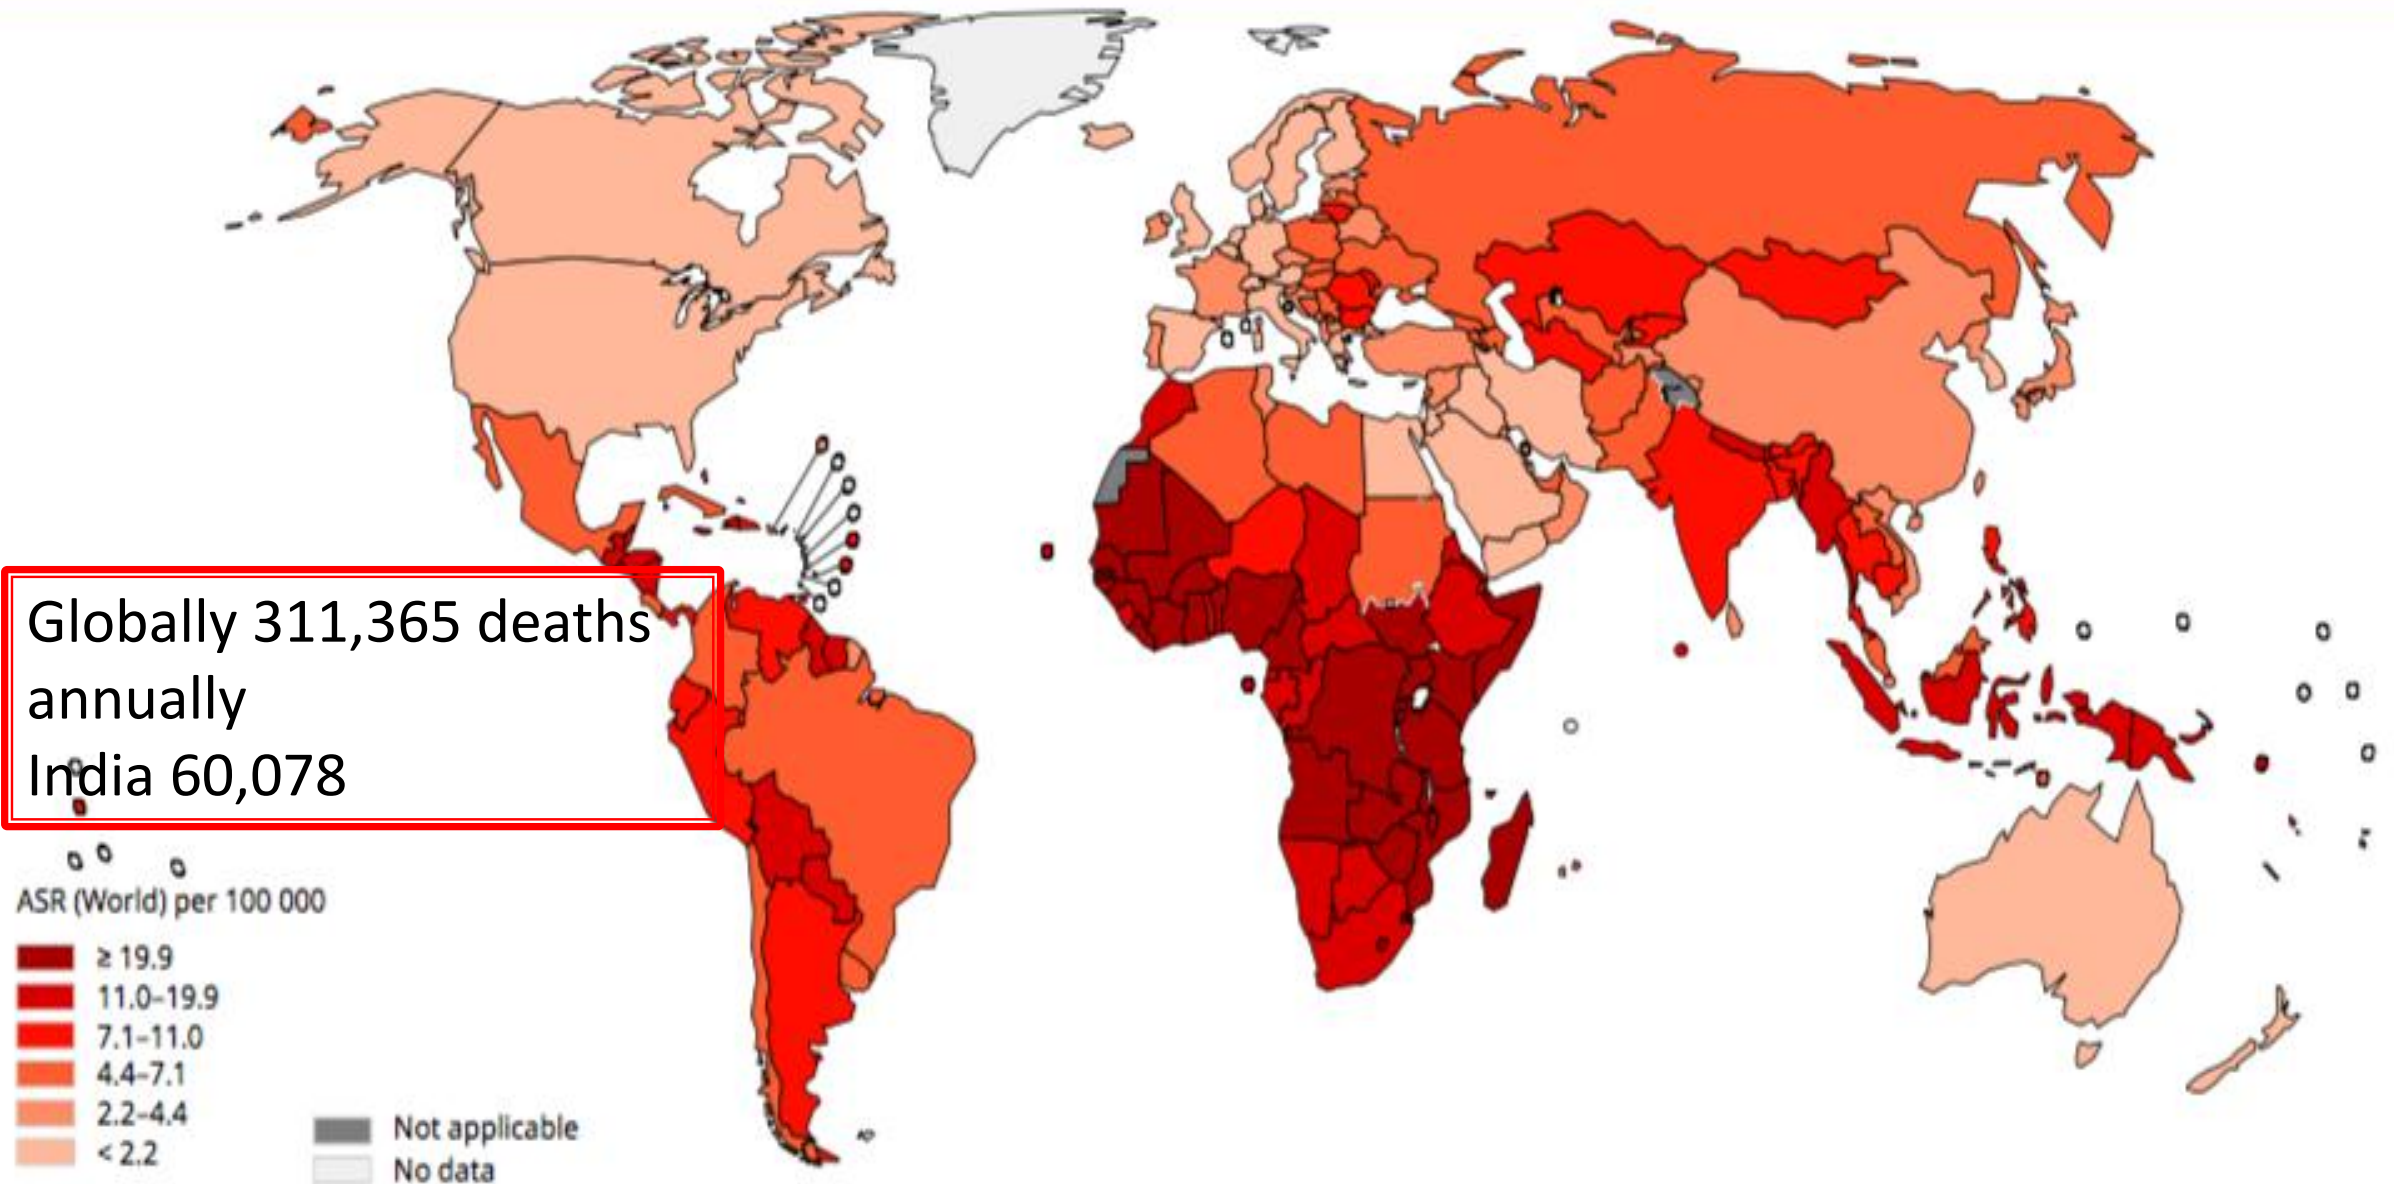 Globally 311,365 deaths
annually
India 60,078
ASR (World) per 100 000
≥ 19.9
11.0–19.9
7.1–11.0
4.4–7.1
2.2–4.4
< 2.2
Not applicable
No data